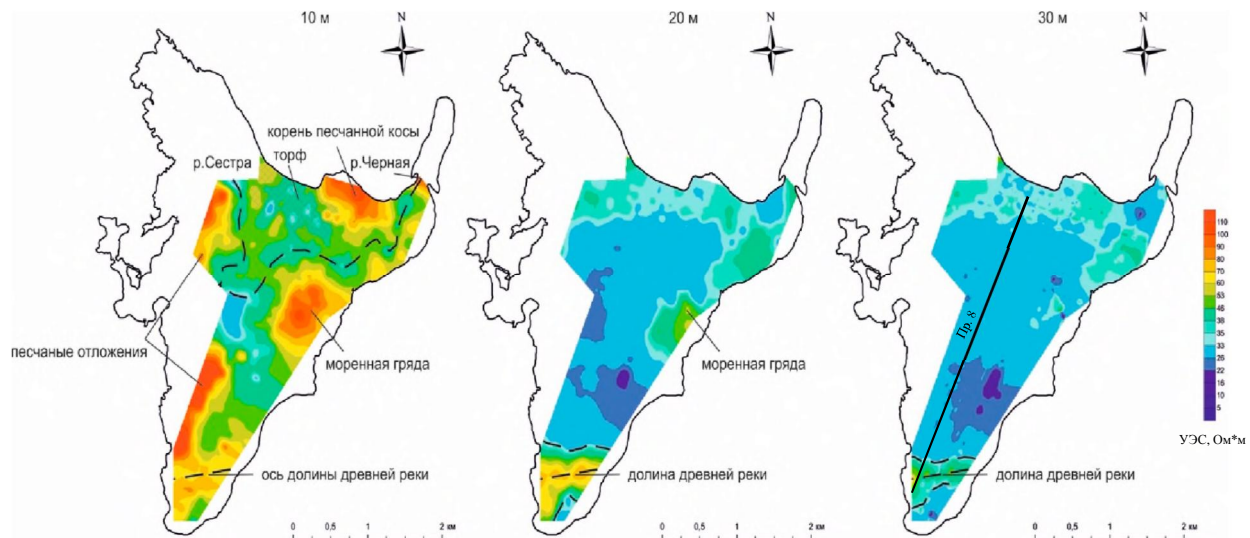 10 м
N
корень песчанной косы
р.Сестра
торф
р.Черная
песчаные отложения
моренная гряда
ось долины древней реки
0 0,5 1 2 км
20 м
N
моренная гряда
долина древней реки
0 0,5 1 2 км
30 м
N
Пр. 8
долина древней реки
0 0,5 1 2 км
110
100
90
80
70
60
53
45
38
35
33
30
22
16
10
5
УЭС, Ом*м